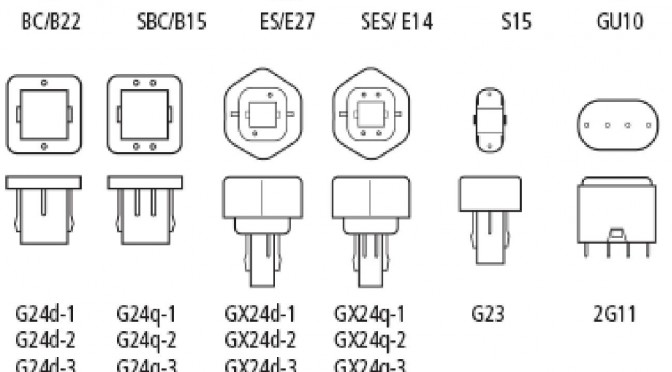 BC/B22 SBC/B15 ES/E27 SES/ E14 S15 GU10
G24d-1 G24q-1 GX24d-1 GX24q-1 G23 2G11
G24d-2 G24q-2 GX24d-2 GX24q-2
G24d-3 G24q-3 GX24d-3 GX24q-3